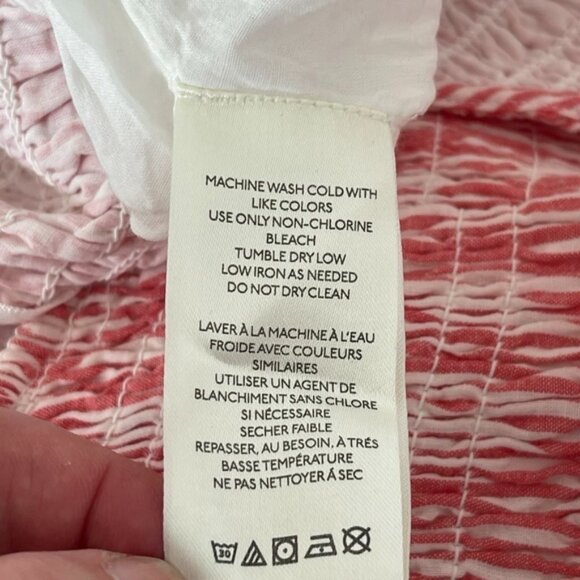 MACHINE WASH COLD WITH
LIKE COLORS
USE ONLY NON-CHLORINE
BLEACH
TUMBLE DRY LOW
LOW IRON AS NEEDED
DO NOT DRY CLEAN
LAVER À LA MACHINE À L'EAU
FROIDE AVEC COULEURS
SIMILAIRES
UTILISER UN AGENT DE
BLANCHIMENT SANS CHLORE
SI NÉCESSAIRE
SECHER FAIBLE
REPASSER, AU BESOIN, À TRÉS
BASSE TEMPÉRATURE
NE PAS NETTOYER Á SEC
30